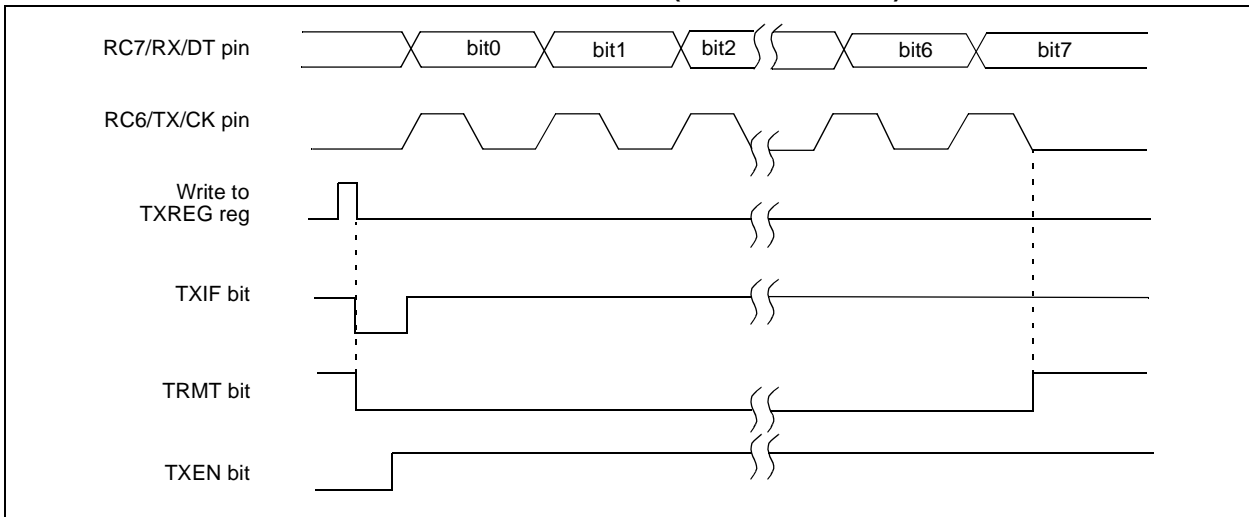 RC7/RX/DT pin
bit0 bit1 bit2 bit6 bit7
RC6/TX/CK pin
Write to
TXREG reg
TXIF bit
TRMT bit
TXEN bit